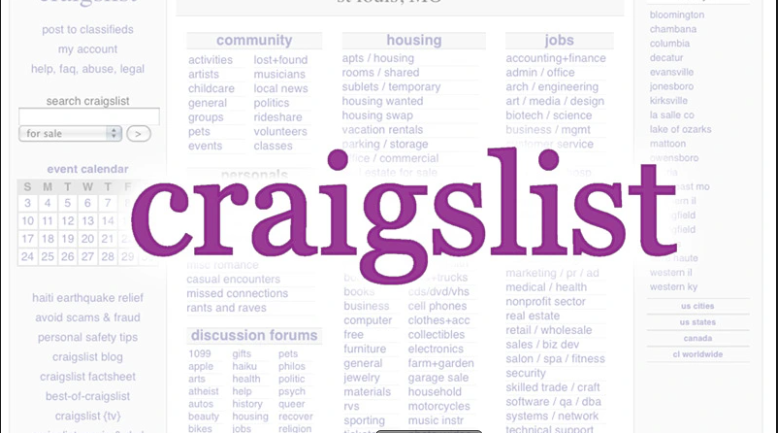 craigslist
st louis, MO
post to classifieds
my account
help, faq, abuse, legal
search craigslist
for sale
>
event calendar
S M T W T F
3 4 5 6 7
10 11 12 13 14
17 18 19 20 21
24 25 26 27 28 29
haiti earthquake relief
avoid scams & fraud
personal safety tips
craigslist blog
craigslist factsheet
best-of-craigslist
craigslist (tv)
community
activities lost+found
artists musicians
childcare local news
general politics
groups rideshare
pets volunteers
events classes
personals
misc romance
casual encounters
missed connections
rants and raves
discussion forums
1099 gifts pets
apple haiku philos
arts health politic
atheist help psych
autos history queer
beauty housing recover
bikes jobs religion
housing
apts / housing
rooms / shared
sublets / temporary
housing wanted
housing swap
vacation rentals
parking / storage
office / commercial
real estate for sale
craigslist
+trucks
books cds/dvd/vhs
business cell phones
computer clothes+acc
free collectibles
furniture electronics
general farm+garden
jewelry garage sale
materials household
rvs motorcycles
sporting music instr
jobs
accounting+finance
admin / office
arch / engineering
art / media / design
biotech / science
business / mgmt
customer service
marketing / pr / ad
medical / health
nonprofit sector
real estate
retail / wholesale
sales / biz dev
salon / spa / fitness
security
skilled trade / craft
software / qa / dba
systems / network
technical support
bloomington
chambana
columbia
decatur
evansville
jonesboro
kirksville
la salle co
lake of ozarks
mattoon
owensboro
western il
western ky
us cities
us states
canada
cl worldwide